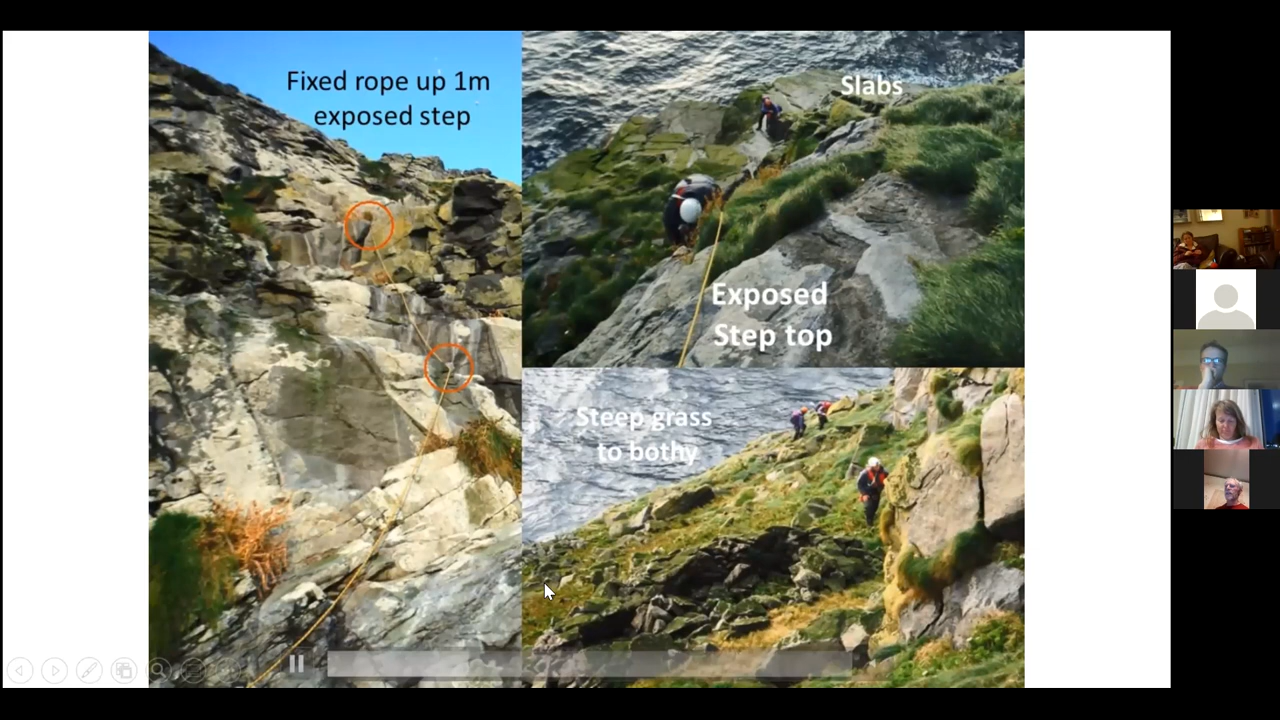 Fixed rope up 1m
exposed step
Slabs
Exposed
Step top
Steep grass
to bothy